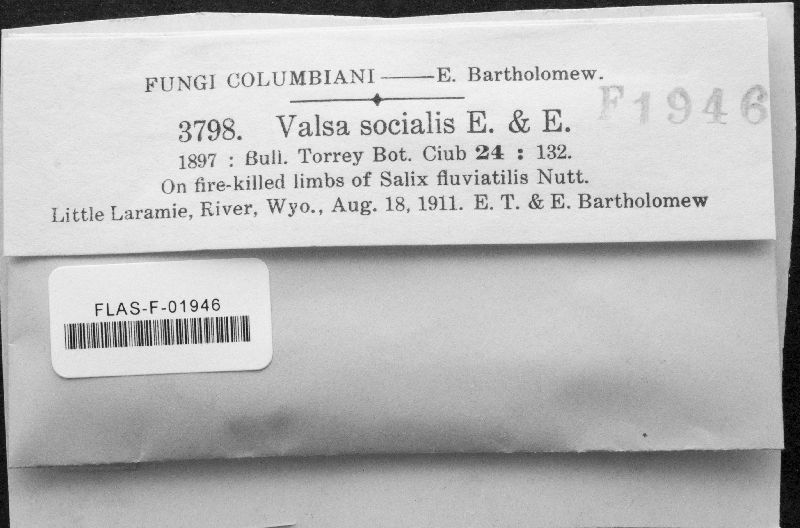 FUNGI COLUMBIANI——E. Bartholomew.
F1946
3798. Valsa socialis E. & E.
1897 : Bull. Torrey Bot. Club 24 : 132.
On fire-killed limbs of Salix fluviatilis Nutt.
Little Laramie, River, Wyo., Aug. 18, 1911. E. T. & E. Bartholomew
FLAS-F-01946